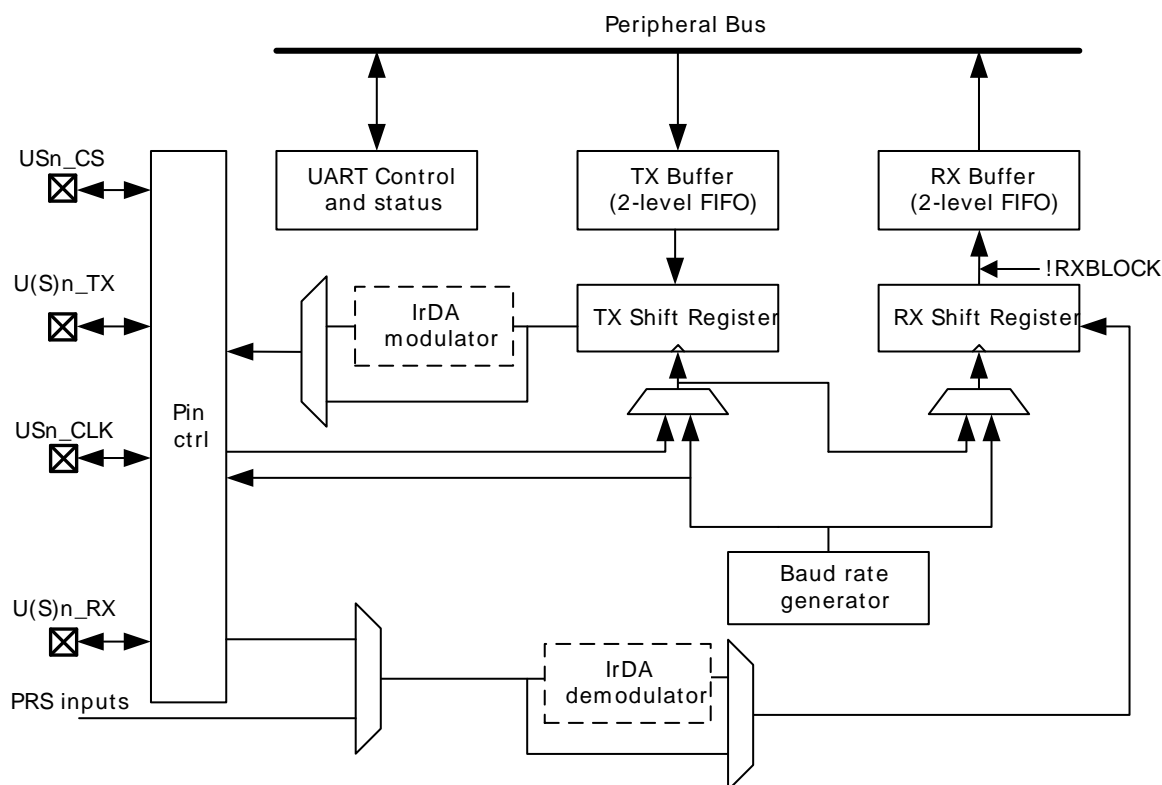 Peripheral Bus
USn_CS
UART Control
and status
TX Buffer
(2-level FIFO)
RX Buffer
(2-level FIFO)
!RXBLOCK
U(S)n_TX
IrDA
modulator
TX Shift Register
RX Shift Register
Pin
ctrl
USn_CLK
Baud rate
generator
U(S)n_RX
IrDA
demodulator
PRS inputs